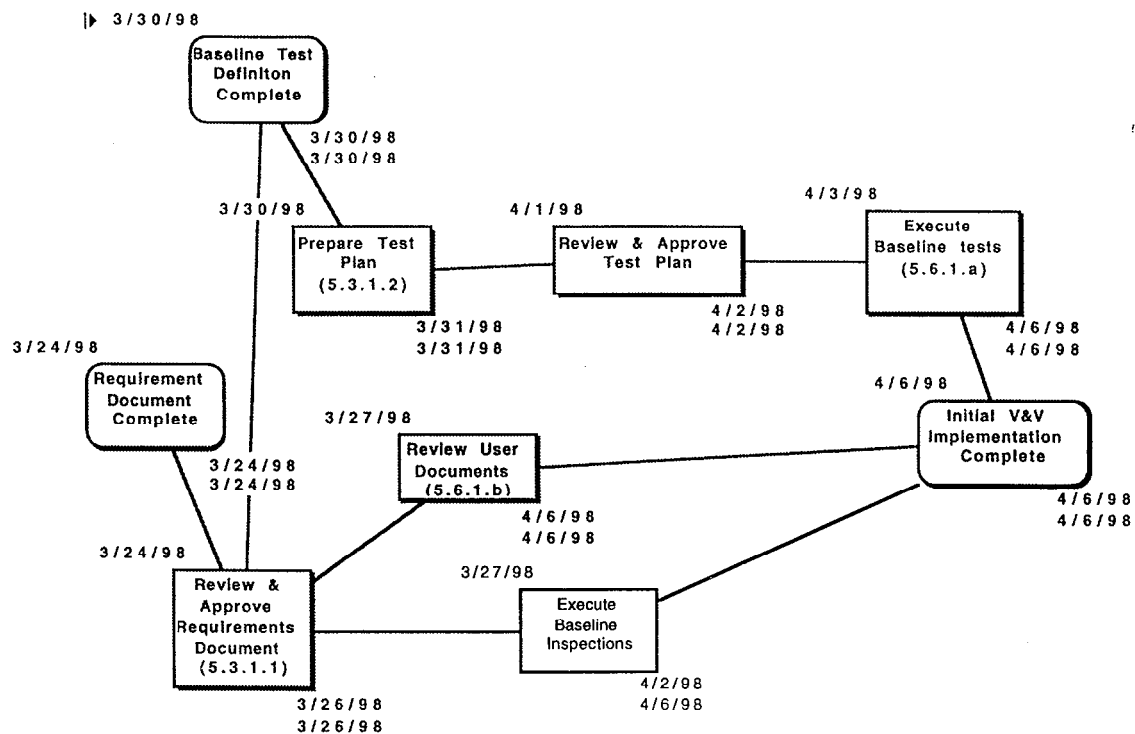 3/30/98
Baseline Test
Definiton
Complete
3/30/98
3/30/98
3/30/98
Prepare Test
Plan
(5.3.1.2)
3/31/98
3/31/98
4/1/98
Review & Approve
Test Plan
4/2/98
4/2/98
4/3/98
Execute
Baseline tests
(5.6.1.a)
4/6/98
4/6/98
3/24/98
Requirement
Document
Complete
3/24/98
3/24/98
3/27/98
Review User
Documents
(5.6.1.b)
4/6/98
4/6/98
4/6/98
Initial V&V
Implementation
Complete
4/6/98
4/6/98
3/24/98
Review &
Approve
Requirements
Document
(5.3.1.1)
3/26/98
3/26/98
3/27/98
Execute
Baseline
Inspections
4/2/98
4/6/98